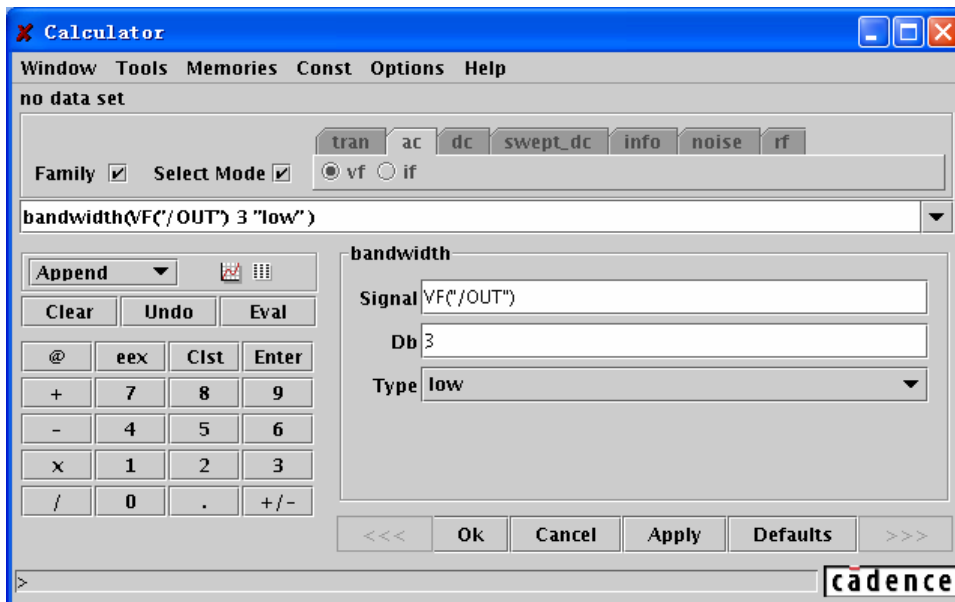 Calculator
Window Tools Memories Const Options Help
no data set
tran ac dc swept_dc info noise rf
Family Select Mode vf if
bandwidth(VF("/OUT") 3 "low" )
Append
Clear Undo Eval
@ eex Clst Enter
+ 7 8 9
- 4 5 6
x 1 2 3
/ 0 . +/-
bandwidth
Signal VF("/OUT")
Db 3
Type low
<<< Ok Cancel Apply Defaults >>>
>
cādence